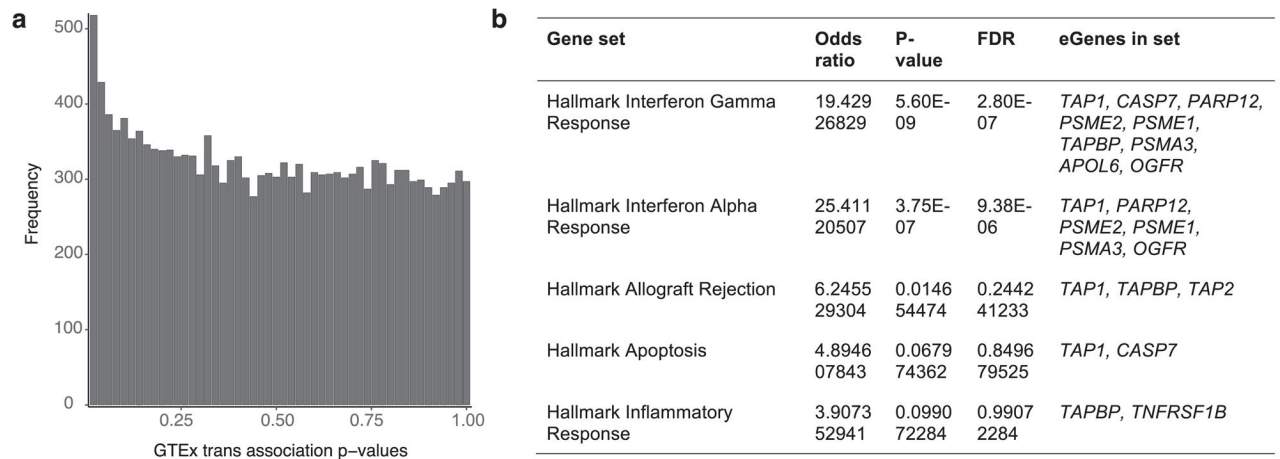 a
500
400
300
200
100
0
Frequency
0.25
0.50
0.75
1.00
GTEx trans association p−values
b
Gene set
Odds
ratio
P-
value
FDR
eGenes in set
Hallmark Interferon Gamma
Response
19.429
26829
5.60E-
09
2.80E-
07
TAP1, CASP7, PARP12,
PSME2, PSME1,
TAPBP, PSMA3,
APOL6, OGFR
Hallmark Interferon Alpha
Response
25.411
20507
3.75E-
07
9.38E-
06
TAP1, PARP12,
PSME2, PSME1,
PSMA3, OGFR
Hallmark Allograft Rejection
6.2455
29304
0.0146
54474
0.2442
41233
TAP1, TAPBP, TAP2
Hallmark Apoptosis
4.8946
07843
0.0679
74362
0.8496
79525
TAP1, CASP7
Hallmark Inflammatory
Response
3.9073
52941
0.0990
72284
0.9907
2284
TAPBP, TNFRSF1B